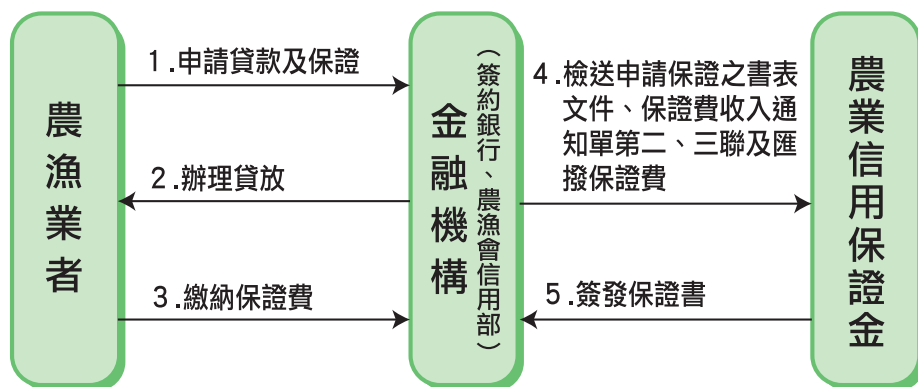 農漁業者
1.申請貸款及保證
2.辦理貸放
3.繳納保證費
金融機構
（簽約銀行、農漁會信用部）
4.檢送申請保證之書表
文件、保證費收入通
知單第二、三聯及匯
撥保證費
5.簽發保證書
農業信用保證金